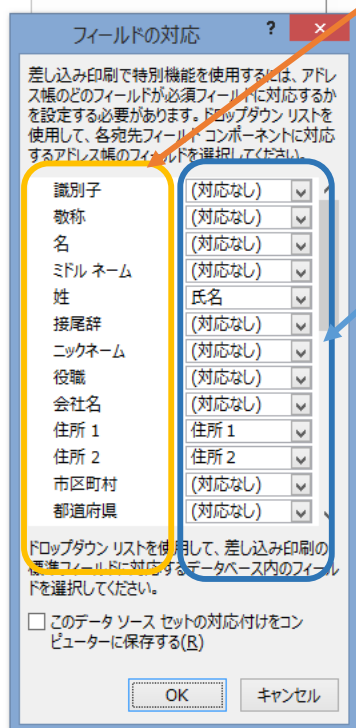 フィールドの対応
?
×
差し込み印刷で特別機能を使用するには、アドレ
ス帳のどのフィールドが必須フィールドに対応するか
を設定する必要があります。ドロップダウン リストを
使用して、各宛先フィールド コンポーネントに対応
するアドレス帳のフィールドを選択してください。
識別子 (対応なし)
敬称 (対応なし)
名 (対応なし)
ミドル ネーム (対応なし)
姓 氏名
接尾辞 (対応なし)
ニックネーム (対応なし)
役職 (対応なし)
会社名 (対応なし)
住所 1 住所1
住所 2 住所2
市区町村 (対応なし)
都道府県 (対応なし)
ドロップダウン リストを使用して、差し込み印刷の
標準フィールドに対応するデータベース内のフィール
ドを選択してください。
このデータ ソース セットの対応付けをコン
ピューターに保存する(R)
OK キャンセル